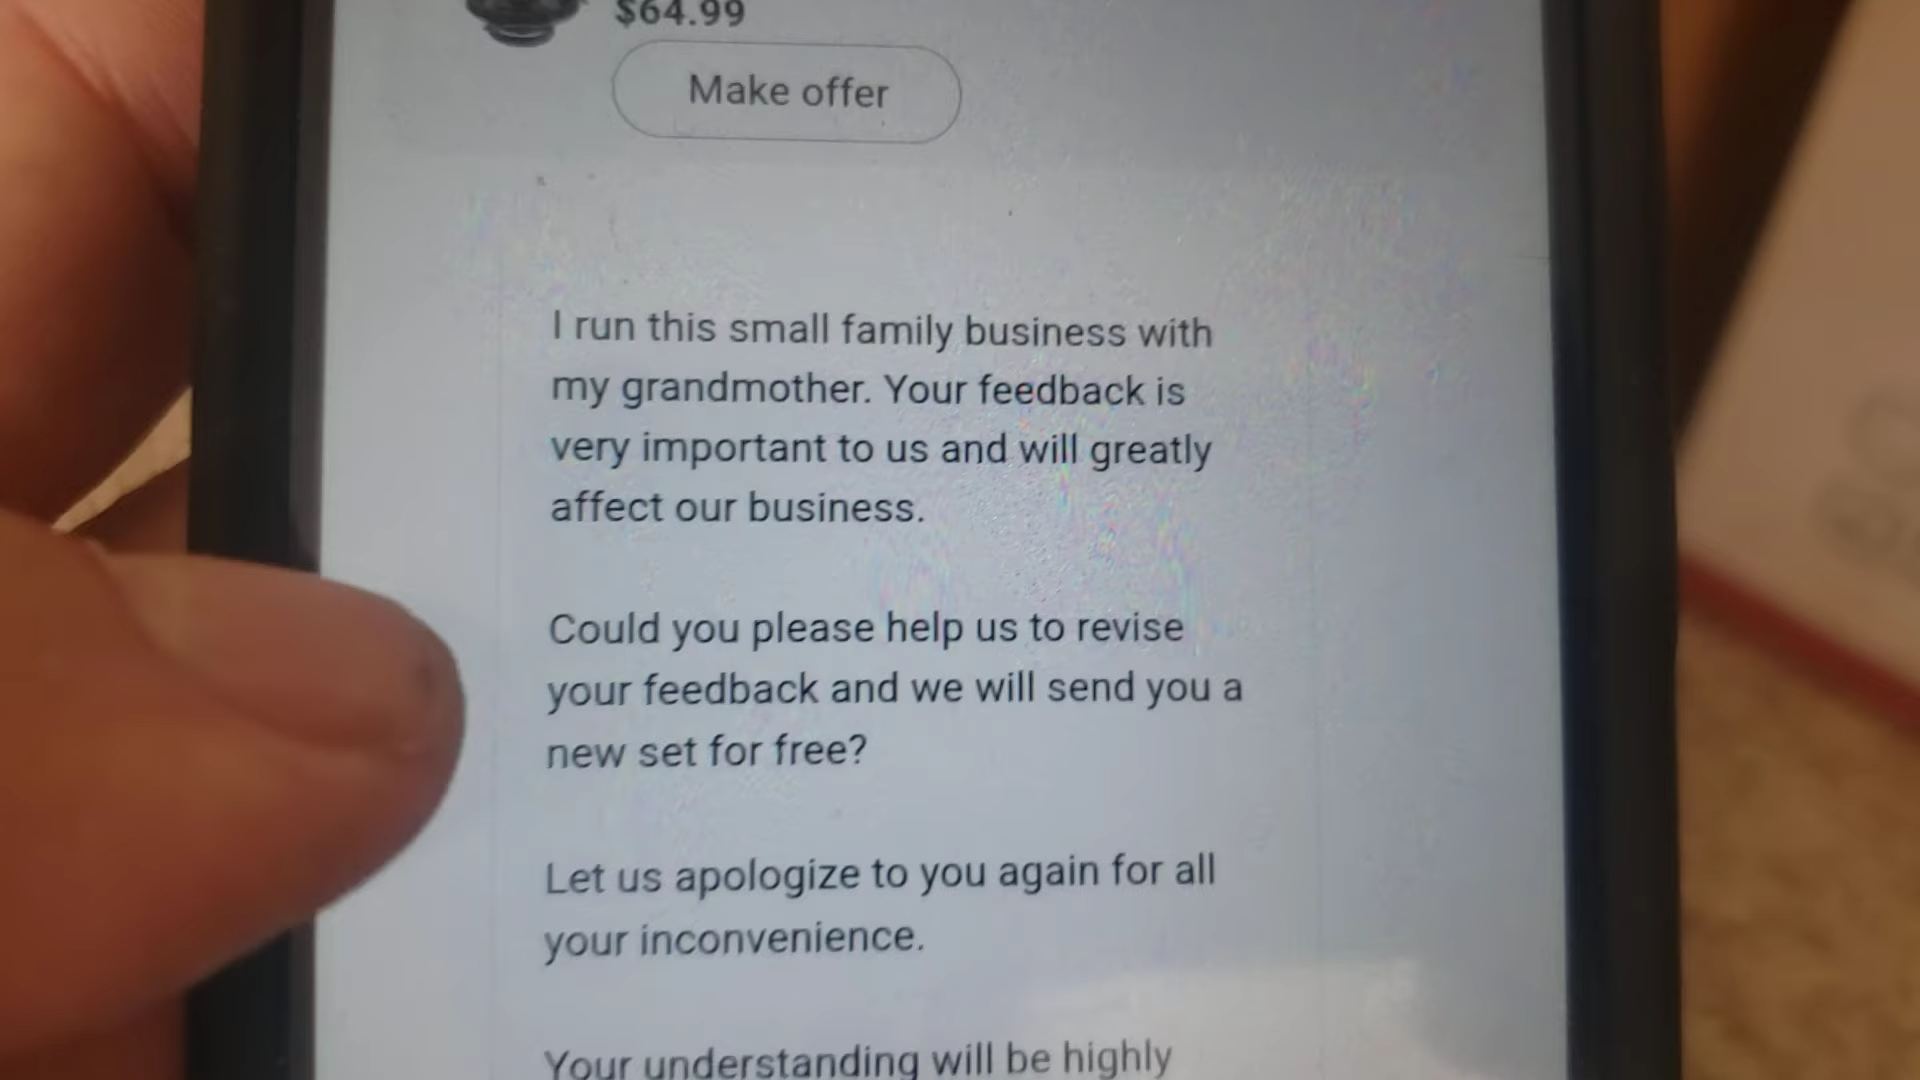 $64.99
Make offer
I run this small family business with
my grandmother. Your feedback is
very important to us and will greatly
affect our business.
Could you please help us to revise
your feedback and we will send you a
new set for free?
Let us apologize to you again for all
your inconvenience.
Your understanding will be highly